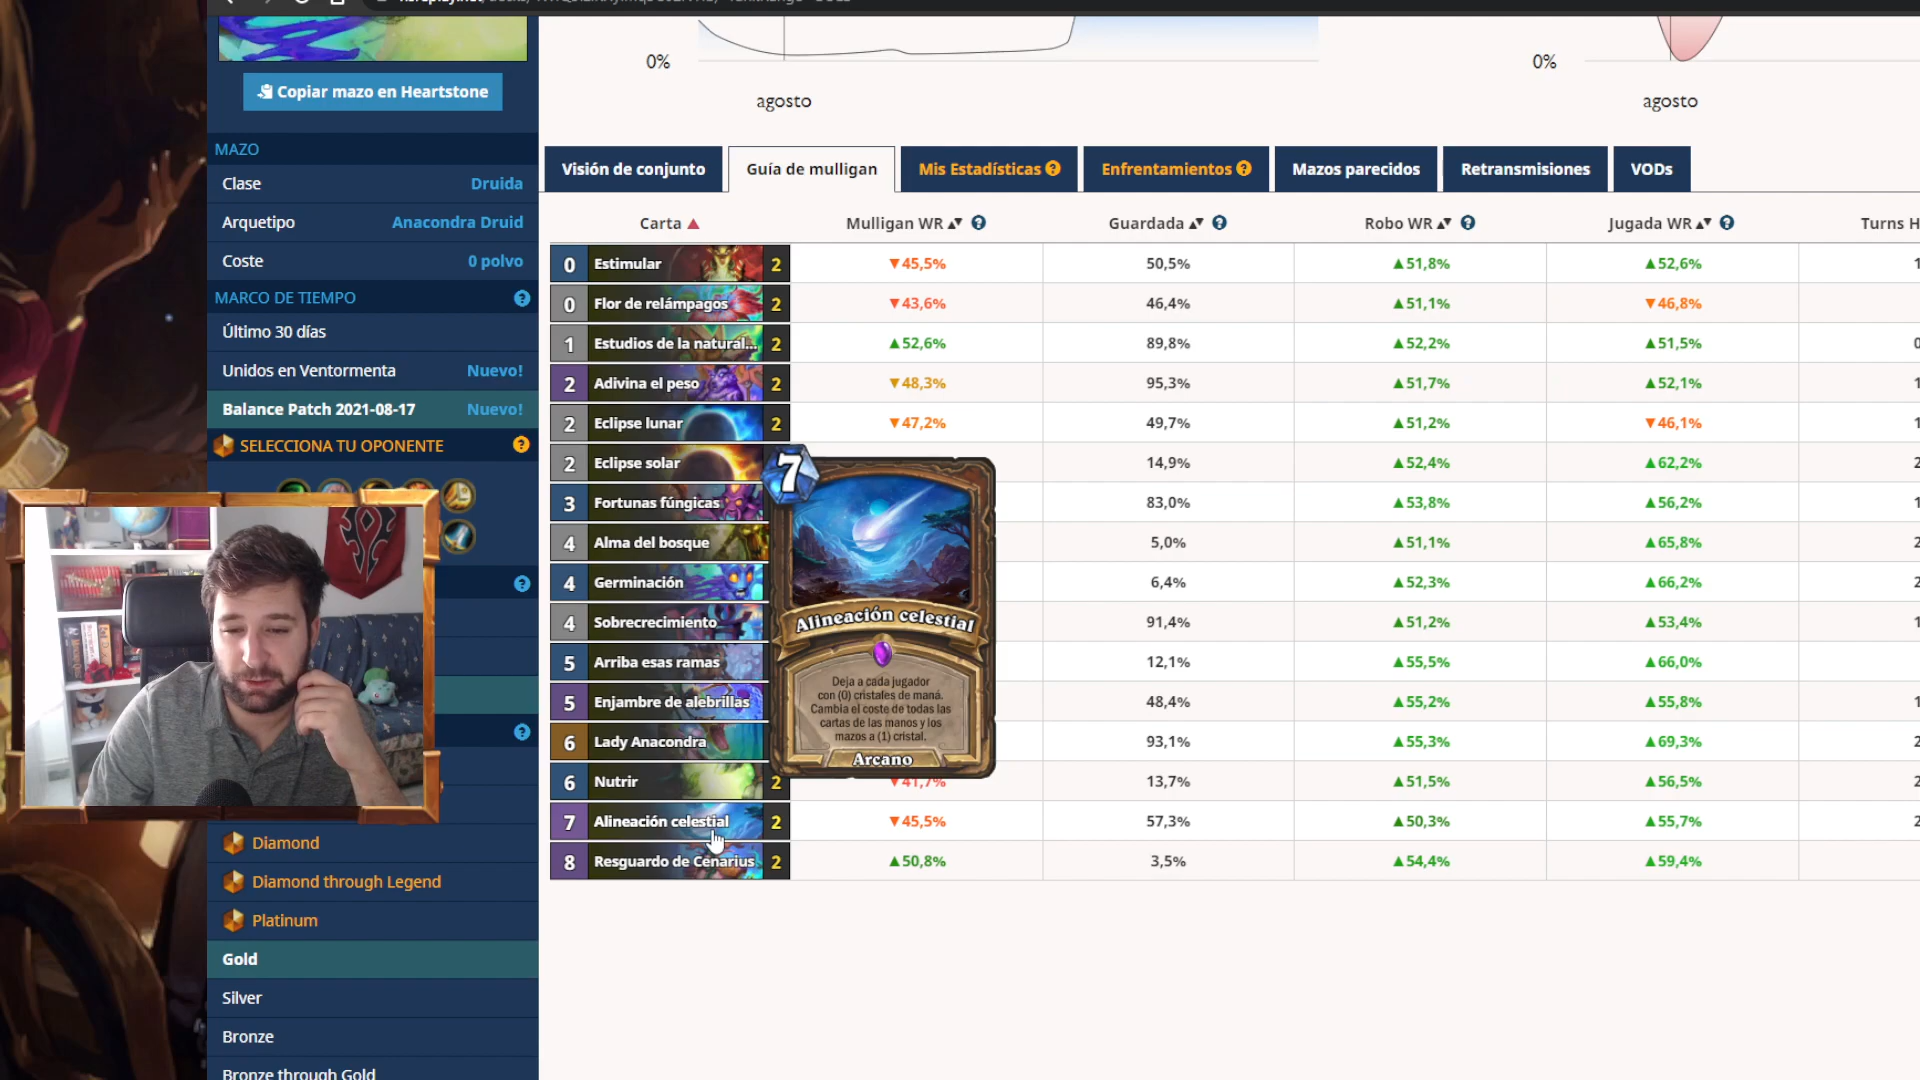 0%
0%
agosto
agosto
Copiar mazo en Heartstone
MAZO
Clase Druida
Arquetipo Anacondra Druid
Coste 0 polvo
MARCO DE TIEMPO
Último 30 días
Unidos en Ventormenta Nuevo!
Balance Patch 2021-08-17 Nuevo!
SELECCIONA TU OPONENTE
Diamond
Diamond through Legend
Platinum
Gold
Silver
Bronze
Bronze through Gold
Visión de conjunto Guía de mulligan Mis Estadísticas Enfrentamientos Mazos parecidos Retransmisiones VODs
Carta Mulligan WR Guardada Robo WR Jugada WR Turns H
0 Estimular 2 ▼45,5% 50,5% ▲51,8% ▲52,6%
0 Flor de relámpagos 2 ▼43,6% 46,4% ▲51,1% ▼46,8%
1 Estudios de la natural... 2 ▲52,6% 89,8% ▲52,2% ▲51,5%
2 Adivina el peso 2 ▼48,3% 95,3% ▲51,7% ▲52,1%
2 Eclipse lunar 2 ▼47,2% 49,7% ▲51,2% ▼46,1%
2 Eclipse solar 14,9% ▲52,4% ▲62,2%
3 Fortunas fúngicas 83,0% ▲53,8% ▲56,2%
4 Alma del bosque 5,0% ▲51,1% ▲65,8%
4 Germinación 6,4% ▲52,3% ▲66,2%
4 Sobrecrecimiento 91,4% ▲51,2% ▲53,4%
5 Arriba esas ramas 12,1% ▲55,5% ▲66,0%
5 Enjambre de alebrillas 48,4% ▲55,2% ▲55,8%
6 Lady Anacondra 93,1% ▲55,3% ▲69,3%
6 Nutrir 2 ▼41,7% 13,7% ▲51,5% ▲56,5%
7 Alineación celestial 2 ▼45,5% 57,3% ▲50,3% ▲55,7%
8 Resguardo de Cenarius 2 ▲50,8% 3,5% ▲54,4% ▲59,4%
7
Alineación celestial
Deja a cada jugador
con (0) cristales de maná.
Cambia el coste de todas las
cartas de las manos y los
mazos a (1) cristal.
Arcano